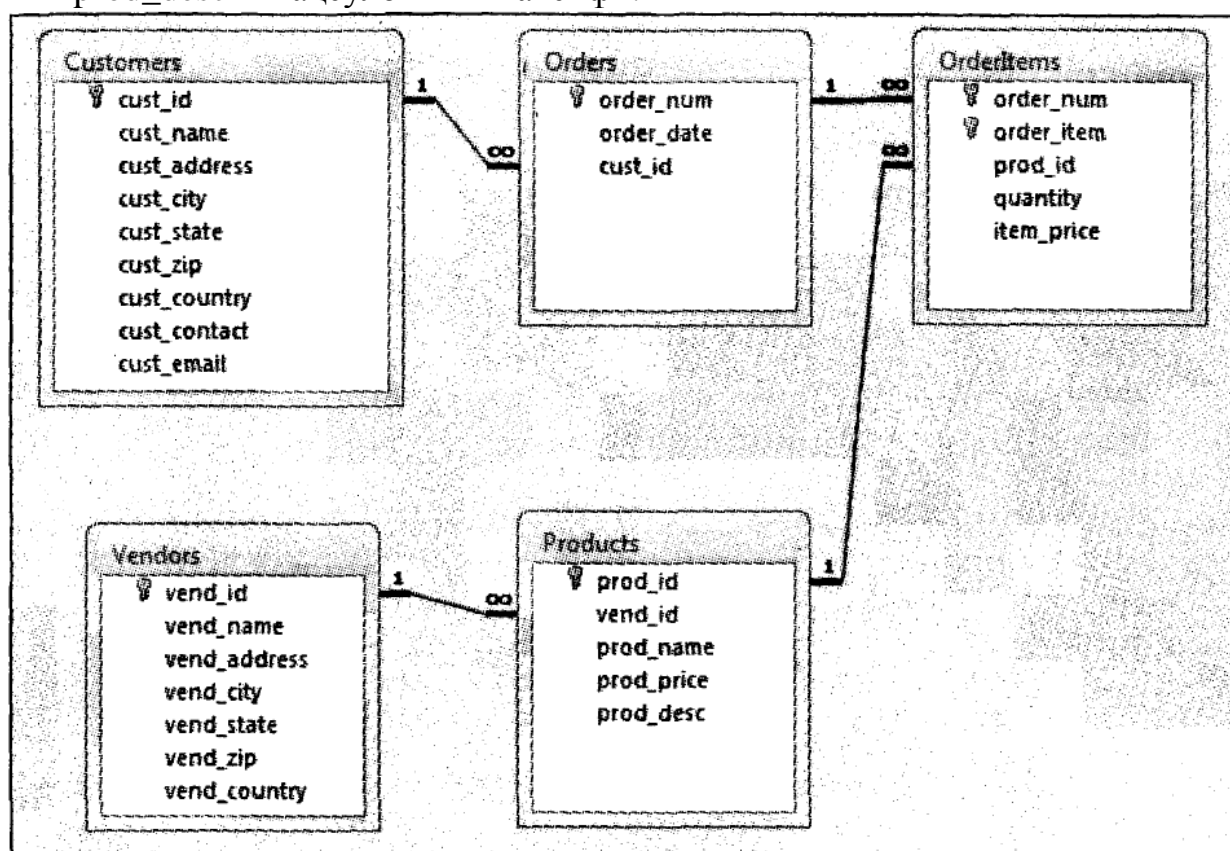 Customers
cust_id
cust_name
cust_address
cust_city
cust_state
cust_zip
cust_country
cust_contact
cust_email
1
∞
Orders
order_num
order_date
cust_id
1
∞
OrderItems
order_num
order_item
prod_id
quantity
item_price
∞
Vendors
vend_id
vend_name
vend_address
vend_city
vend_state
vend_zip
vend_country
1
∞
Products
prod_id
vend_id
prod_name
prod_price
prod_desc
1